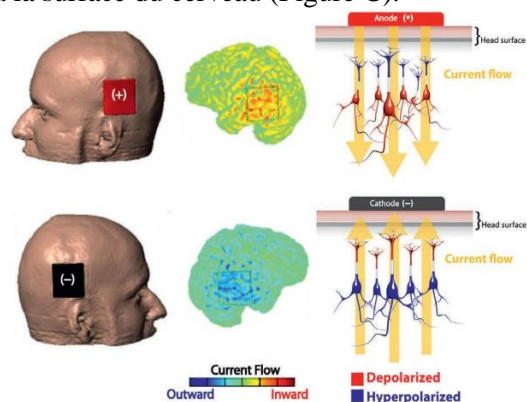 à la surface du cerveau (Figure C).
Anode (+)
Head surface
Current flow
(+)
Cathode (–)
Head surface
Current flow
(–)
Current Flow
Outward Inward
Depolarized
Hyperpolarized